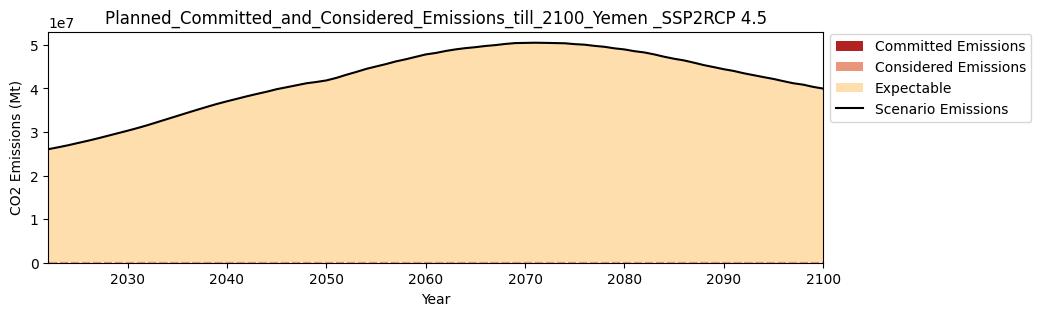 Planned_Committed_and_Considered_Emissions_till_2100_Yemen _SSP2RCP 4.5
1e7
5
4
3
2
1
0
CO2 Emissions (Mt)
2030
2040
2050
2060
2070
2080
2090
2100
Year
Committed Emissions
Considered Emissions
Expectable
Scenario Emissions